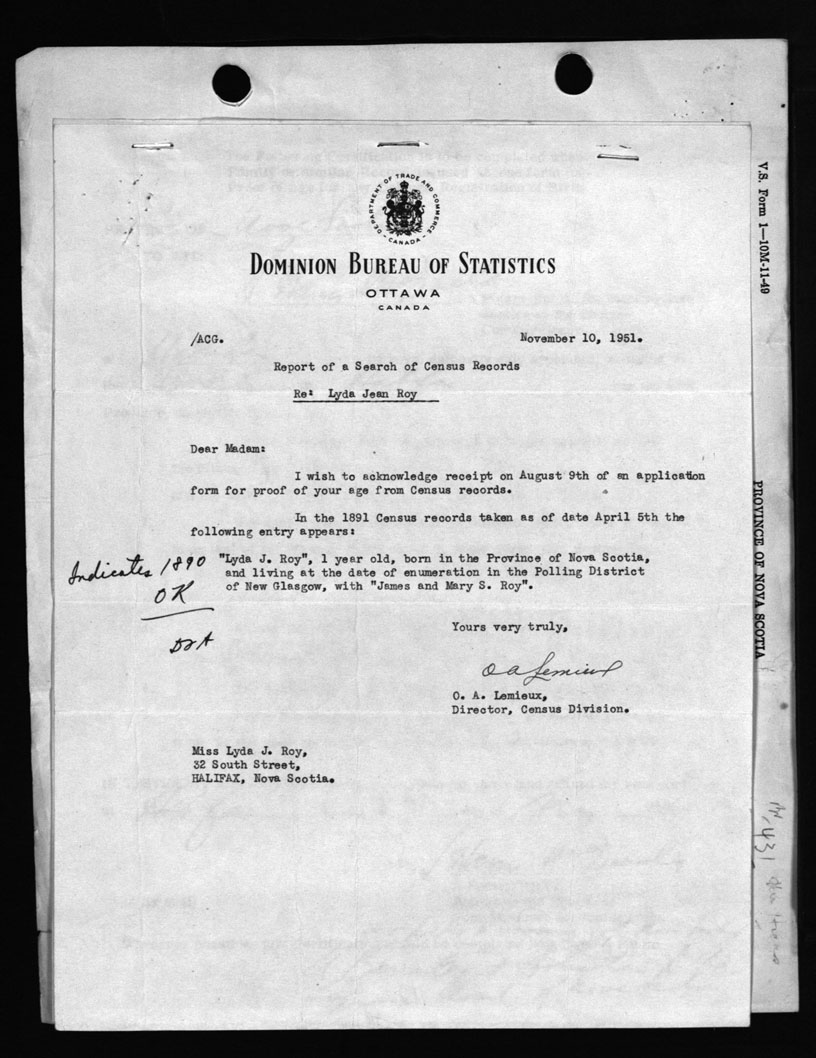 DEPARTMENT OF TRADE AND COMMERCE
- CANADA -
DOMINION BUREAU OF STATISTICS
OTTAWA
CANADA
/ACG.
November 10, 1951.
Report of a Search of Census Records
Re: Lyda Jean Roy
Dear Madam:
I wish to acknowledge receipt on August 9th of an application
form for proof of your age from Census records.
In the 1891 Census records taken as of date April 5th the
following entry appears:
"Lyda J. Roy", 1 year old, born in the Province of Nova Scotia,
and living at the date of enumeration in the Polling District
of New Glasgow, with "James and Mary S. Roy".
Indicates 1890
OK
Yours very truly,
O A Lemieux
O. A. Lemieux,
Director, Census Division.
Miss Lyda J. Roy,
32 South Street,
HALIFAX, Nova Scotia.
V.S. Form 1—10M-11-49
PROVINCE OF NOVA SCOTIA